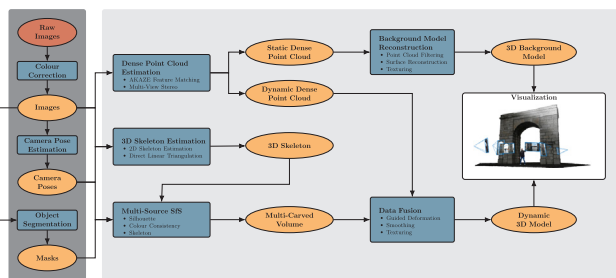 Raw
Images
Colour
Correction
Images
Camera Pose
Estimation
Camera
Poses
Object
Segmentation
Masks
Dense Point Cloud
Estimation
• AKAZE Feature Matching
• Multi-View Stereo
3D Skeleton Estimation
• 2D Skeleton Estimation
• Direct Linear Triangulation
Multi-Source SfS
• Silhouette
• Colour Consistency
• Skeleton
Static Dense
Point Cloud
Dynamic Dense
Point Cloud
3D Skeleton
Multi-Carved
Volume
Background Model
Reconstruction
• Point Cloud Filtering
• Surface Reconstruction
• Texturing
Data Fusion
• Guided Deformation
• Smoothing
• Texturing
3D Background
Model
Visualization
Dynamic
3D Model